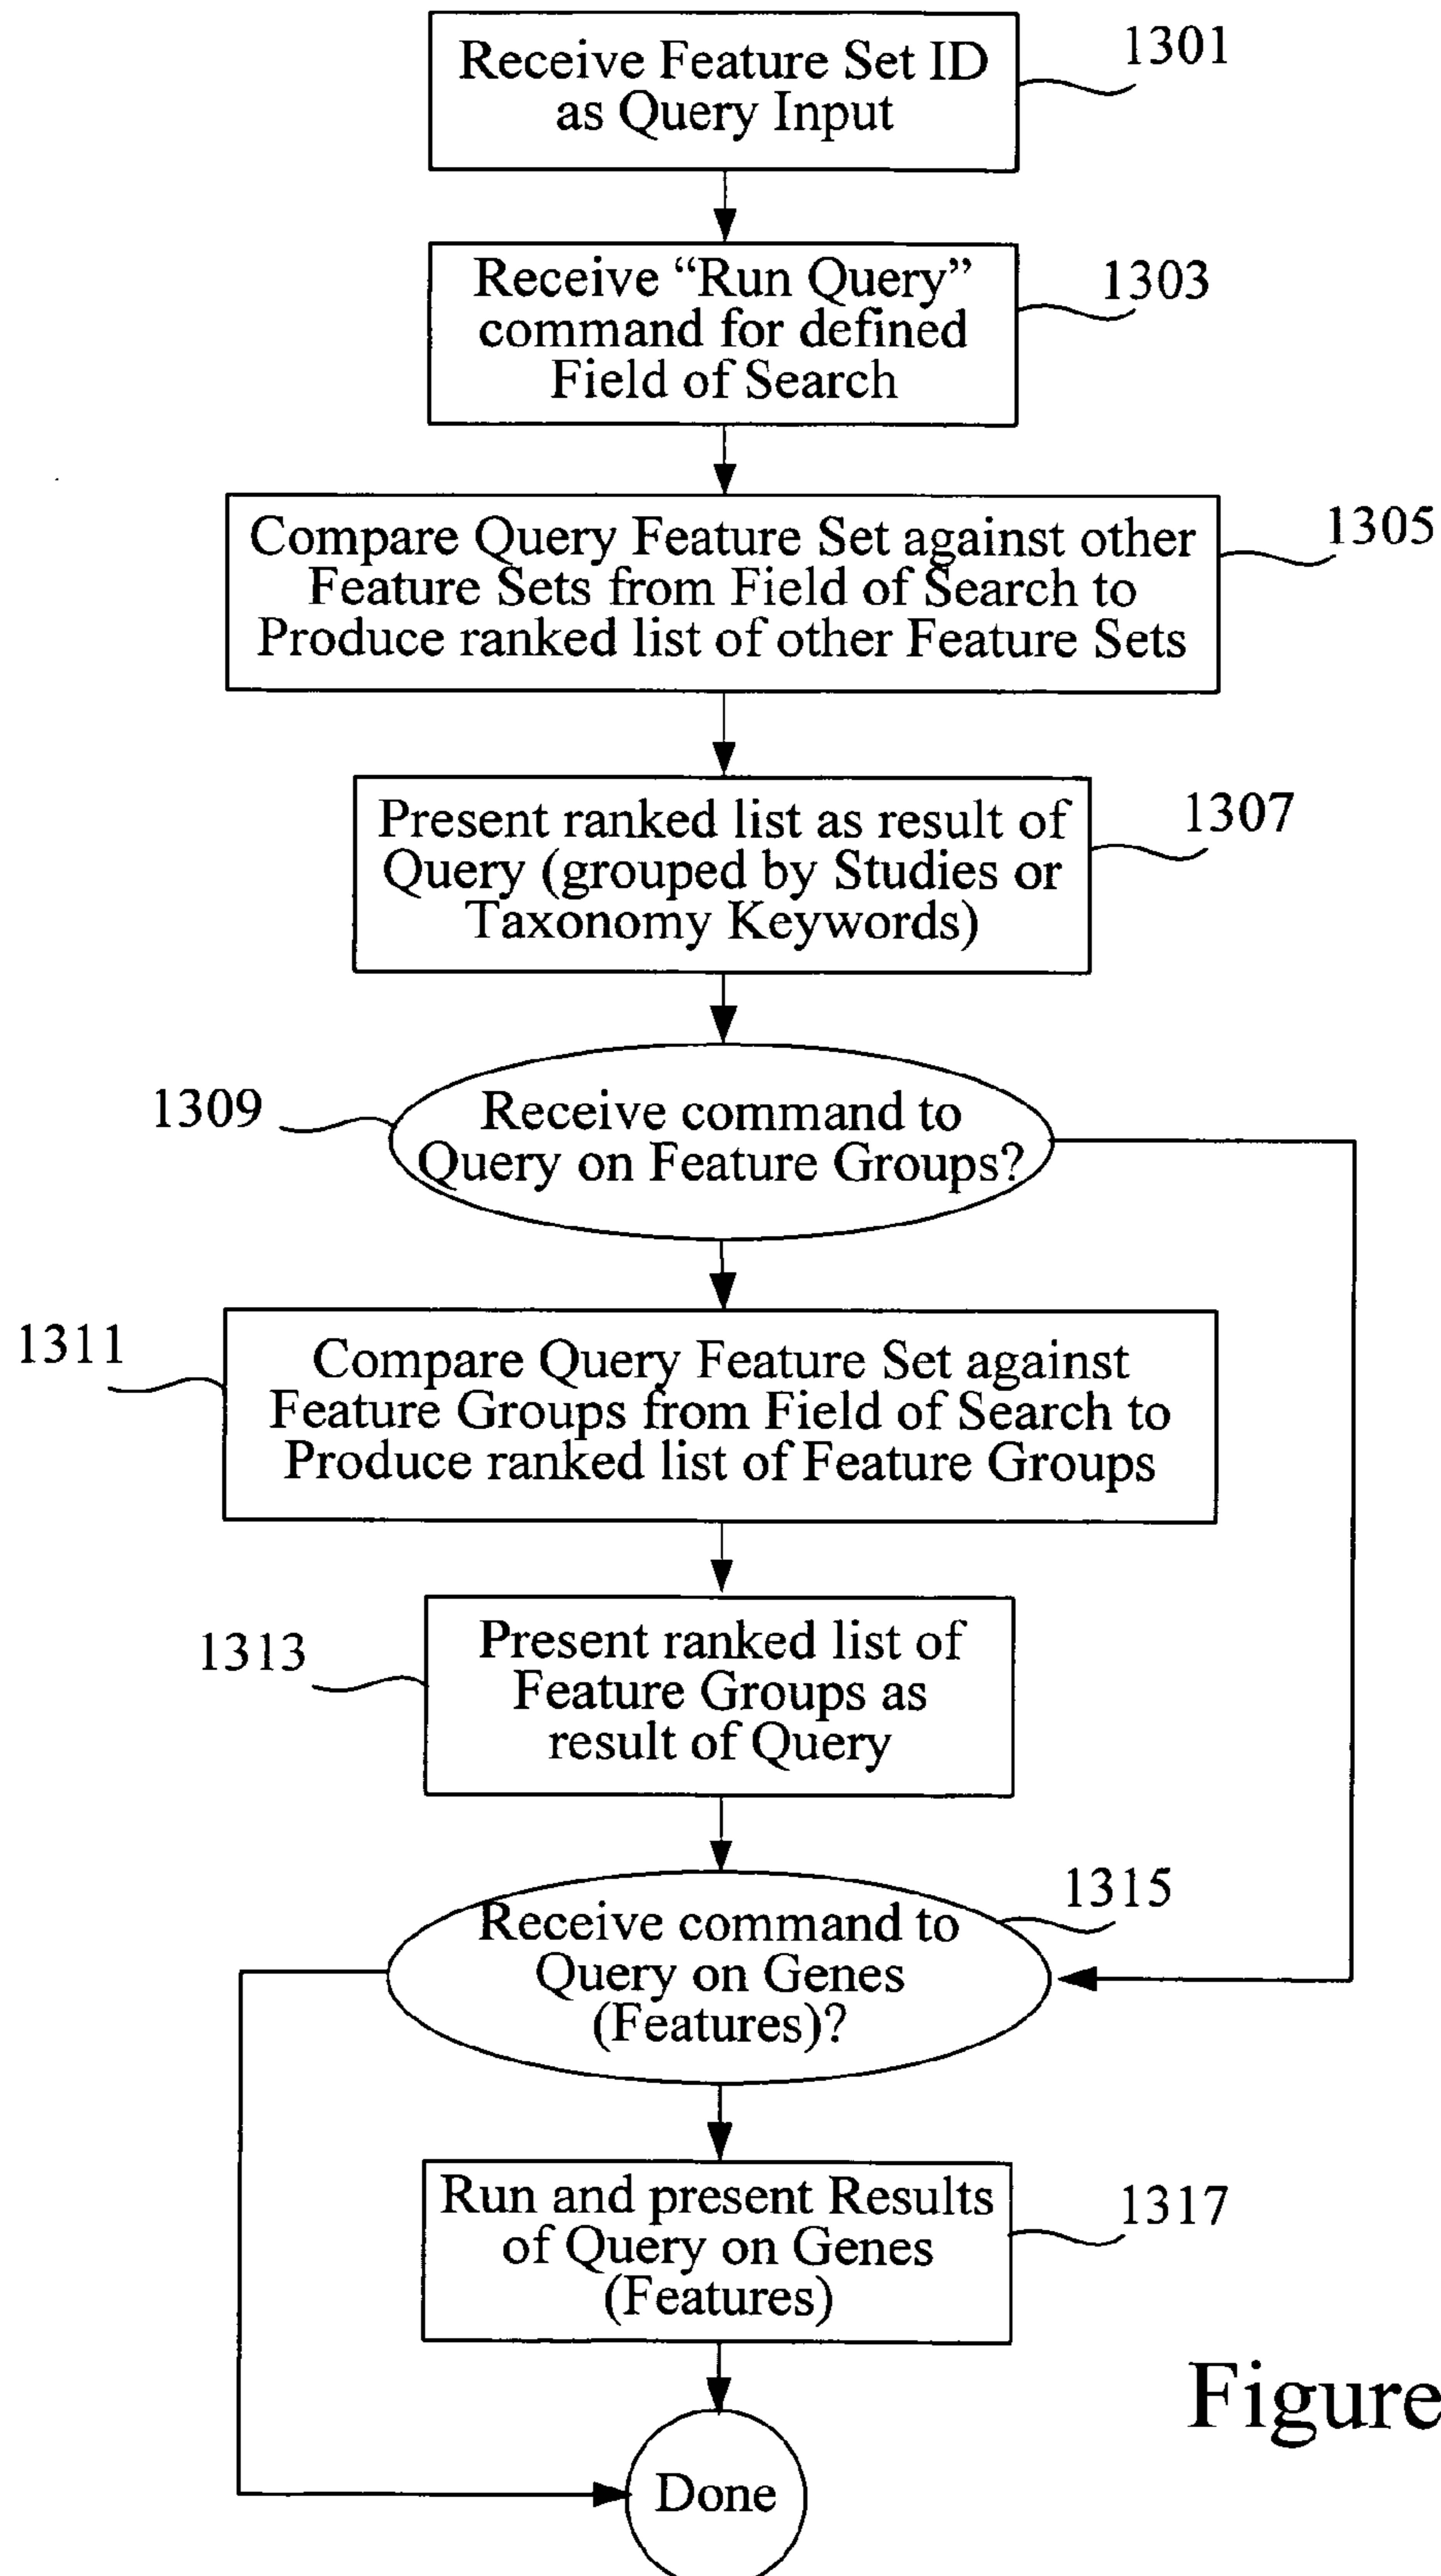 Receive Feature Set ID
as Query Input
1301
Receive “Run Query”
command for defined
Field of Search
1303
Compare Query Feature Set against other
Feature Sets from Field of Search to
Produce ranked list of other Feature Sets
1305
Present ranked list as result of
Query (grouped by Studies or
Taxonomy Keywords)
1307
1309
Receive command to
Query on Feature Groups?
1311
Compare Query Feature Set against
Feature Groups from Field of Search to
Produce ranked list of Feature Groups
1313
Present ranked list of
Feature Groups as
result of Query
1315
Receive command to
Query on Genes
(Features)?
Run and present Results
of Query on Genes
(Features)
1317
Figure
Done